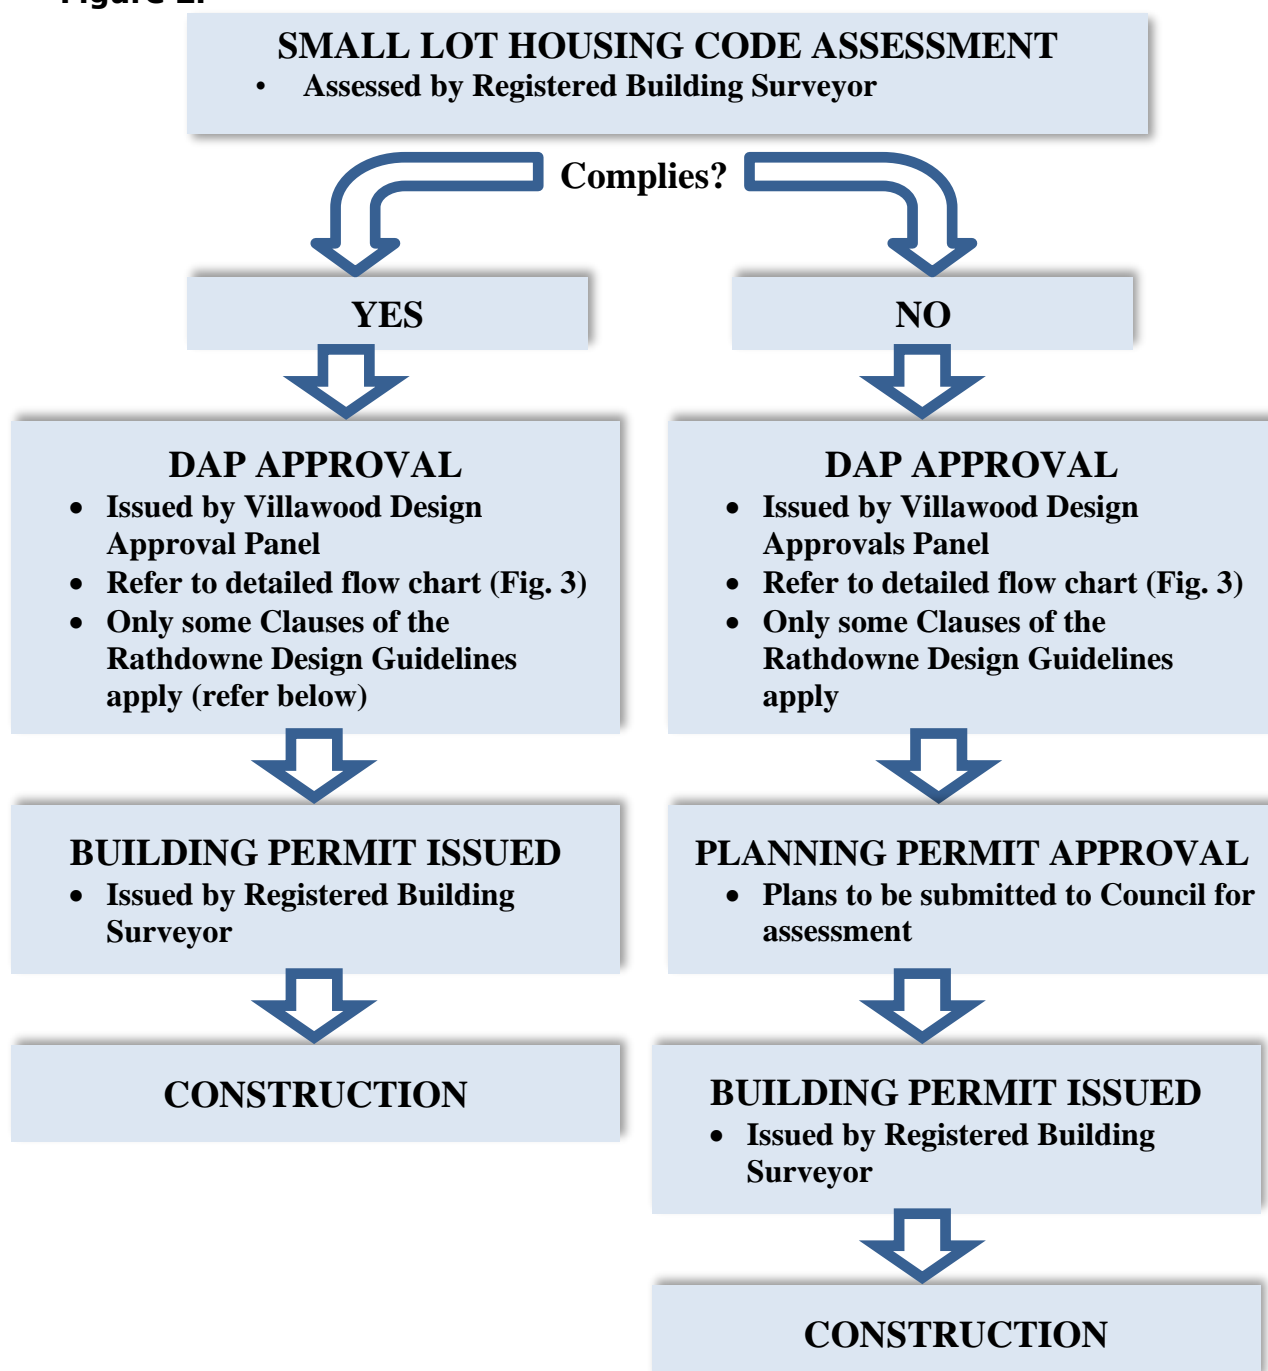 SMALL LOT HOUSING CODE ASSESSMENT
• Assessed by Registered Building Surveyor
Complies?
YES
NO
DAP APPROVAL
• Issued by Villawood Design
Approval Panel
• Refer to detailed flow chart (Fig. 3)
• Only some Clauses of the
Rathdowne Design Guidelines
apply (refer below)
DAP APPROVAL
• Issued by Villawood Design
Approvals Panel
• Refer to detailed flow chart (Fig. 3)
• Only some Clauses of the
Rathdowne Design Guidelines
apply
BUILDING PERMIT ISSUED
• Issued by Registered Building
Surveyor
PLANNING PERMIT APPROVAL
• Plans to be submitted to Council for
assessment
CONSTRUCTION
BUILDING PERMIT ISSUED
• Issued by Registered Building
Surveyor
CONSTRUCTION